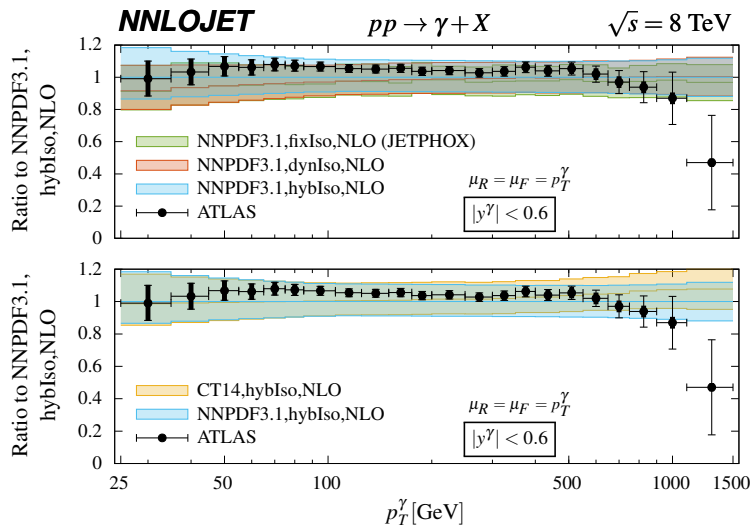 NNLOJET pp → γ + X √s = 8 TeV
Ratio to NNPDF3.1,
hybIso,NLO
1.2
1
0.8
0.6
0.4
0.2
0
NNPDF3.1,fixIso,NLO (JETPHOX)
NNPDF3.1,dynIso,NLO
NNPDF3.1,hybIso,NLO
ATLAS
μ_R = μ_F = p_T^γ
|y^γ| < 0.6
Ratio to NNPDF3.1,
hybIso,NLO
1.2
1
0.8
0.6
0.4
0.2
0
CT14,hybIso,NLO
NNPDF3.1,hybIso,NLO
ATLAS
μ_R = μ_F = p_T^γ
|y^γ| < 0.6
25 50 100 500 1000 1500
p_T^γ [GeV]